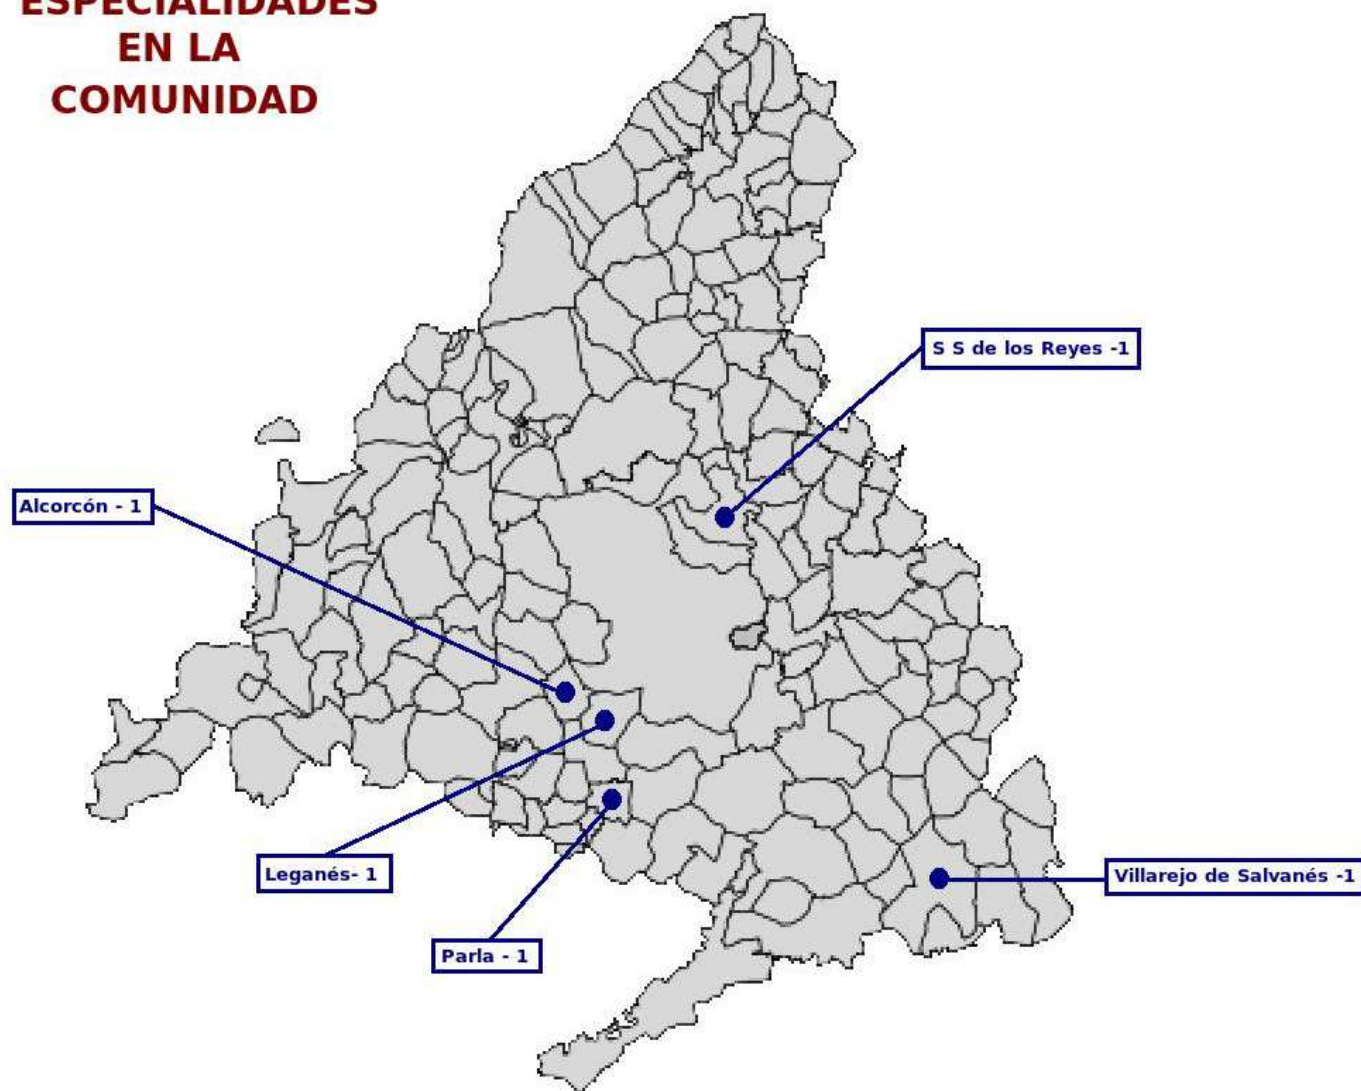 ESPECIALIDADES
EN LA
COMUNIDAD
S S de los Reyes -1
Alcorcón - 1
Leganés- 1
Villarejo de Salvanés -1
Parla - 1